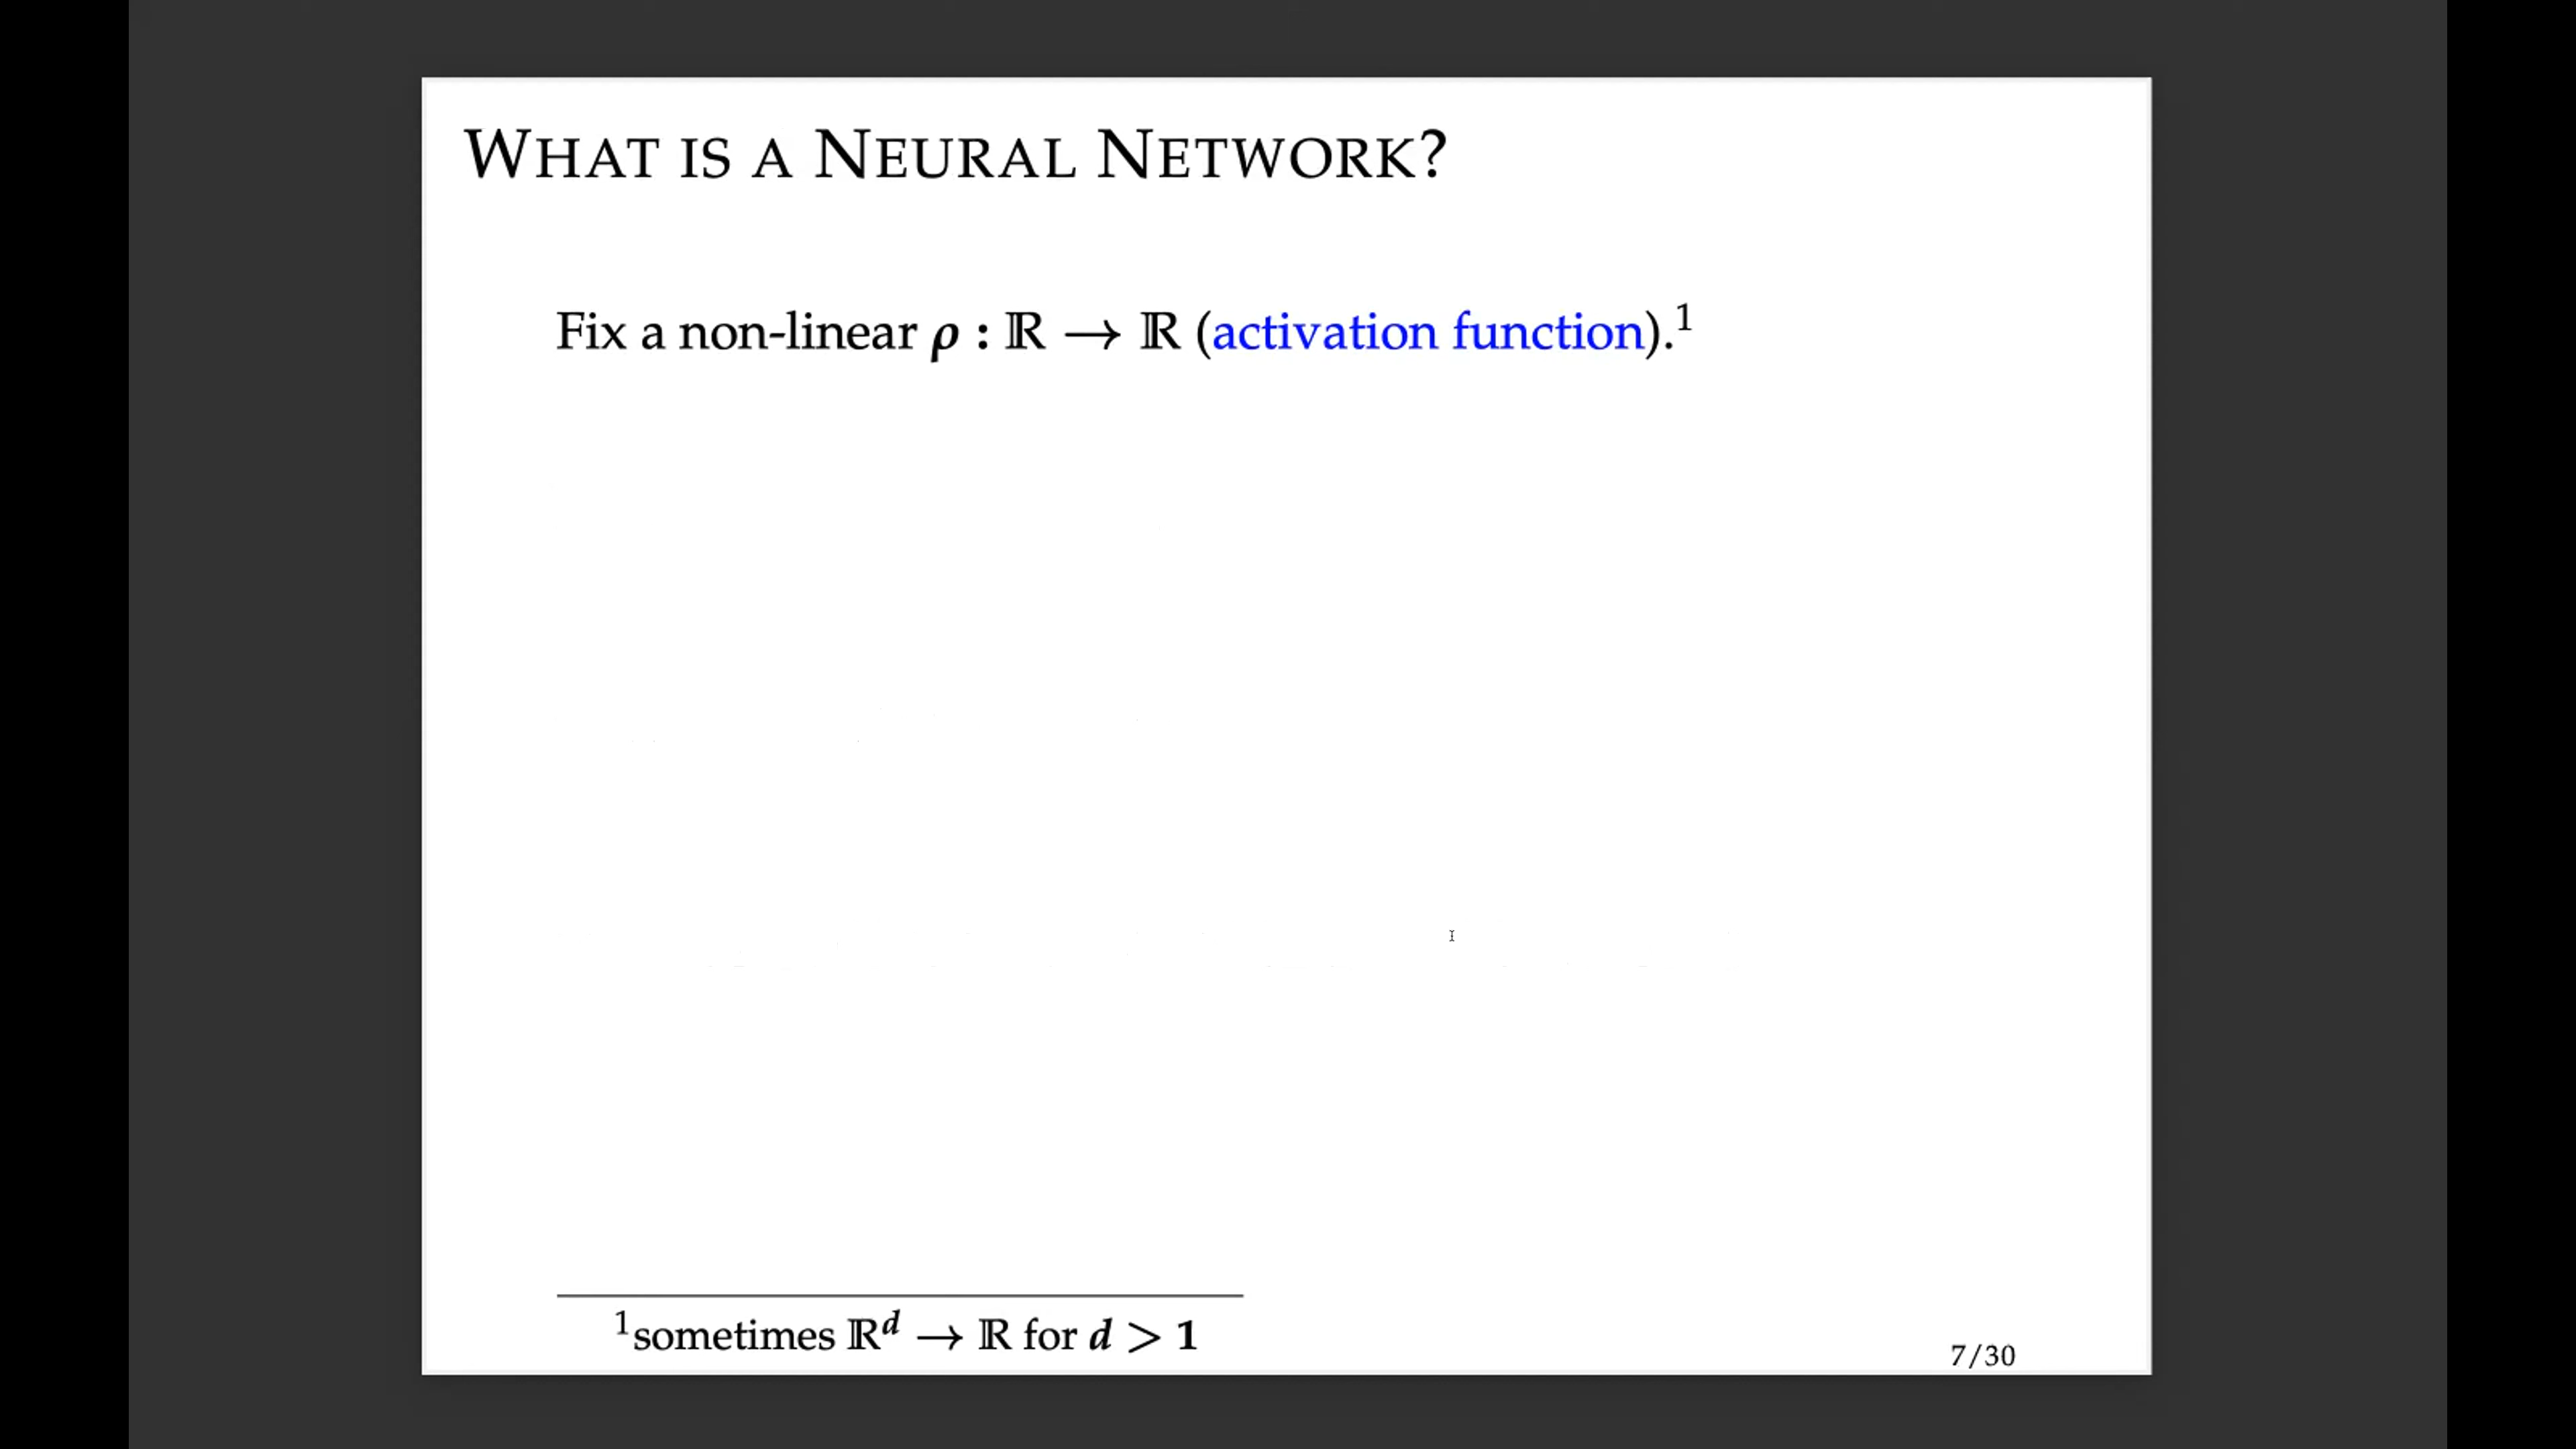 WHAT IS A NEURAL NETWORK?
Fix a non-linear ρ : ℝ → ℝ (activation function).¹
¹sometimes ℝᵈ → ℝ for d > 1
7/30